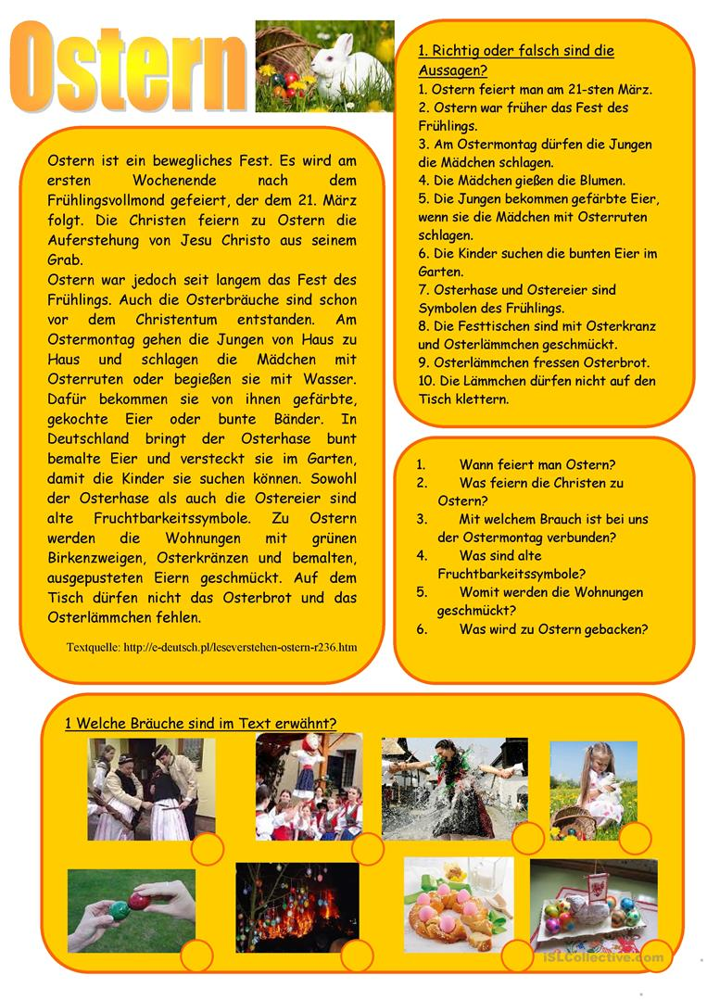 Ostern
Ostern ist ein bewegliches Fest. Es wird am
ersten Wochenende nach dem
Frühlingsvollmond gefeiert, der dem 21. März
folgt. Die Christen feiern zu Ostern die
Auferstehung von Jesu Christo aus seinem
Grab.
Ostern war jedoch seit langem das Fest des
Frühlings. Auch die Osterbräuche sind schon
vor dem Christentum entstanden. Am
Ostermontag gehen die Jungen von Haus zu
Haus und schlagen die Mädchen mit
Osterruten oder begießen sie mit Wasser.
Dafür bekommen sie von ihnen gefärbte,
gekochte Eier oder bunte Bänder. In
Deutschland bringt der Osterhase bunt
bemalte Eier und versteckt sie im Garten,
damit die Kinder sie suchen können. Sowohl
der Osterhase als auch die Ostereier sind
alte Fruchtbarkeitssymbole. Zu Ostern
werden die Wohnungen mit grünen
Birkenzweigen, Osterkränzen und bemalten,
ausgepusteten Eiern geschmückt. Auf dem
Tisch dürfen nicht das Osterbrot und das
Osterlämmchen fehlen.
Textquelle: http://e-deutsch.pl/leseverstehen-ostern-r236.htm
1. Richtig oder falsch sind die
Aussagen?
1. Ostern feiert man am 21-sten März.
2. Ostern war früher das Fest des
Frühlings.
3. Am Ostermontag dürfen die Jungen
die Mädchen schlagen.
4. Die Mädchen gießen die Blumen.
5. Die Jungen bekommen gefärbte Eier,
wenn sie die Mädchen mit Osterruten
schlagen.
6. Die Kinder suchen die bunten Eier im
Garten.
7. Osterhase und Ostereier sind
Symbolen des Frühlings.
8. Die Festtischen sind mit Osterkranz
und Osterlämmchen geschmückt.
9. Osterlämmchen fressen Osterbrot.
10. Die Lämmchen dürfen nicht auf den
Tisch klettern.
1. Wann feiert man Ostern?
2. Was feiern die Christen zu
Ostern?
3. Mit welchem Brauch ist bei uns
der Ostermontag verbunden?
4. Was sind alte
Fruchtbarkeitssymbole?
5. Womit werden die Wohnungen
geschmückt?
6. Was wird zu Ostern gebacken?
1 Welche Bräuche sind im Text erwähnt?
iSLCollective.com